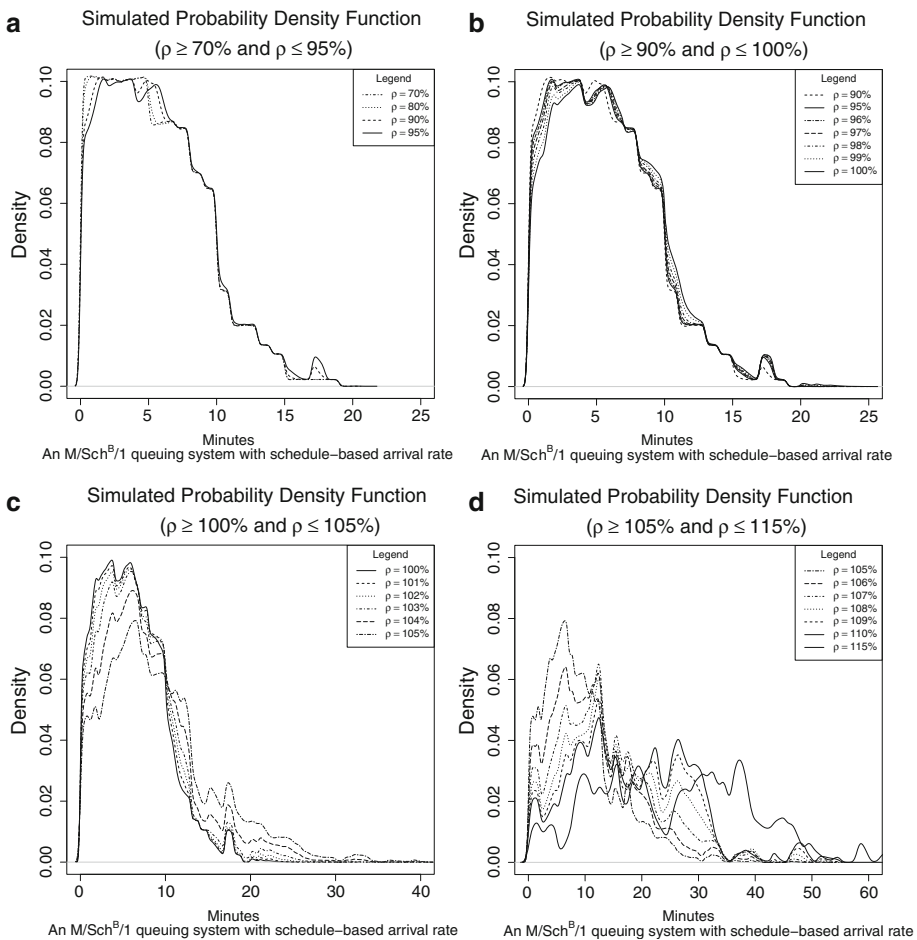 a
Simulated Probability Density Function
(ρ ≥ 70% and ρ ≤ 95%)
Density
0.00 0.02 0.04 0.06 0.08 0.10
Legend
ρ = 70%
ρ = 80%
ρ = 90%
ρ = 95%
0 5 10 15 20 25
Minutes
An M/Sch^B/1 queuing system with schedule−based arrival rate
b
Simulated Probability Density Function
(ρ ≥ 90% and ρ ≤ 100%)
Density
0.00 0.02 0.04 0.06 0.08 0.10
Legend
ρ = 90%
ρ = 95%
ρ = 96%
ρ = 97%
ρ = 98%
ρ = 99%
ρ = 100%
0 5 10 15 20 25
Minutes
An M/Sch^B/1 queuing system with schedule−based arrival rate
c
Simulated Probability Density Function
(ρ ≥ 100% and ρ ≤ 105%)
Density
0.00 0.02 0.04 0.06 0.08 0.10
Legend
ρ = 100%
ρ = 101%
ρ = 102%
ρ = 103%
ρ = 104%
ρ = 105%
0 10 20 30 40
Minutes
An M/Sch^B/1 queuing system with schedule−based arrival rate
d
Simulated Probability Density Function
(ρ ≥ 105% and ρ ≤ 115%)
Density
0.00 0.02 0.04 0.06 0.08 0.10
Legend
ρ = 105%
ρ = 106%
ρ = 107%
ρ = 108%
ρ = 109%
ρ = 110%
ρ = 115%
0 10 20 30 40 50 60
Minutes
An M/Sch^B/1 queuing system with schedule−based arrival rate